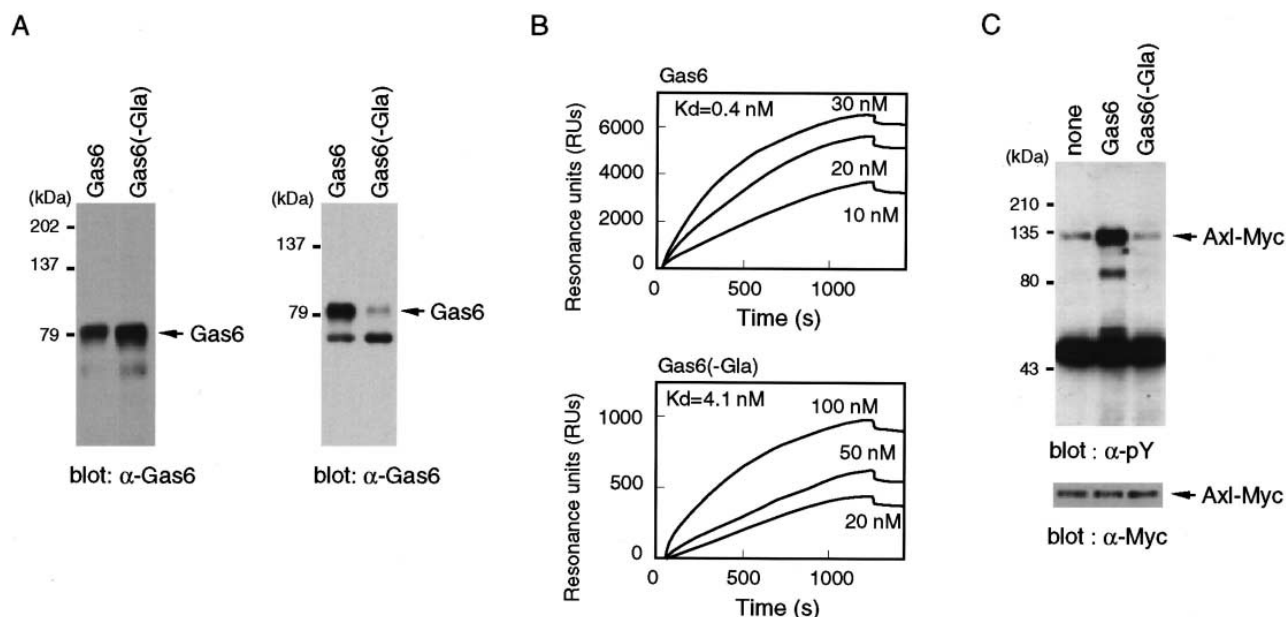 A
Gas6
Gas6(-Gla)
(kDa)
202
137
79
Gas6
blot: α-Gas6
Gas6
Gas6(-Gla)
(kDa)
137
79
Gas6
blot: α-Gas6
B
Gas6
Resonance units (RUs)
6000
4000
2000
0
Kd=0.4 nM
30 nM
20 nM
10 nM
0 500 1000
Time (s)
Gas6(-Gla)
Resonance units (RUs)
1000
500
0
Kd=4.1 nM
100 nM
50 nM
20 nM
0 500 1000
Time (s)
C
none
Gas6
Gas6(-Gla)
(kDa)
210
135
80
43
Axl-Myc
blot : α-pY
Axl-Myc
blot : α-Myc